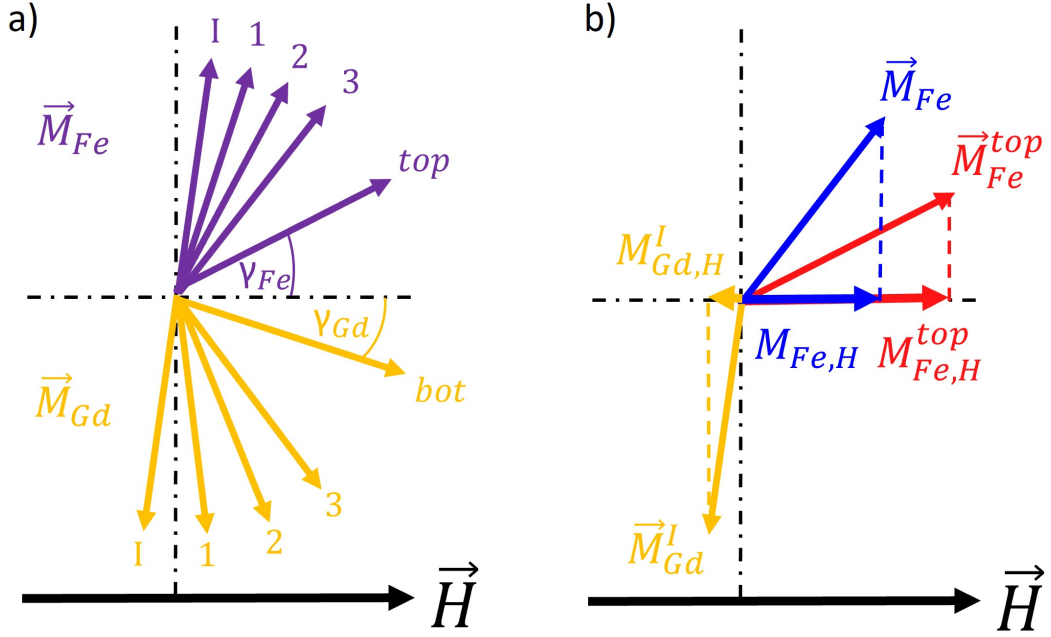 a)
I
1
2
3
M⃗_Fe
top
γ_Fe
γ_Gd
bot
M⃗_Gd
3
2
1
I
H⃗
b)
M⃗_Fe
M⃗_Fe^top
M_Gd,H^I
M_Fe,H
M_Fe,H^top
M⃗_Gd^I
H⃗